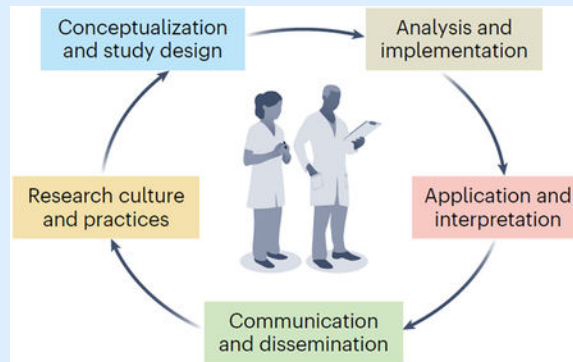 Conceptualization
and study design
Analysis and
implementation
Application and
interpretation
Communication
and dissemination
Research culture
and practices